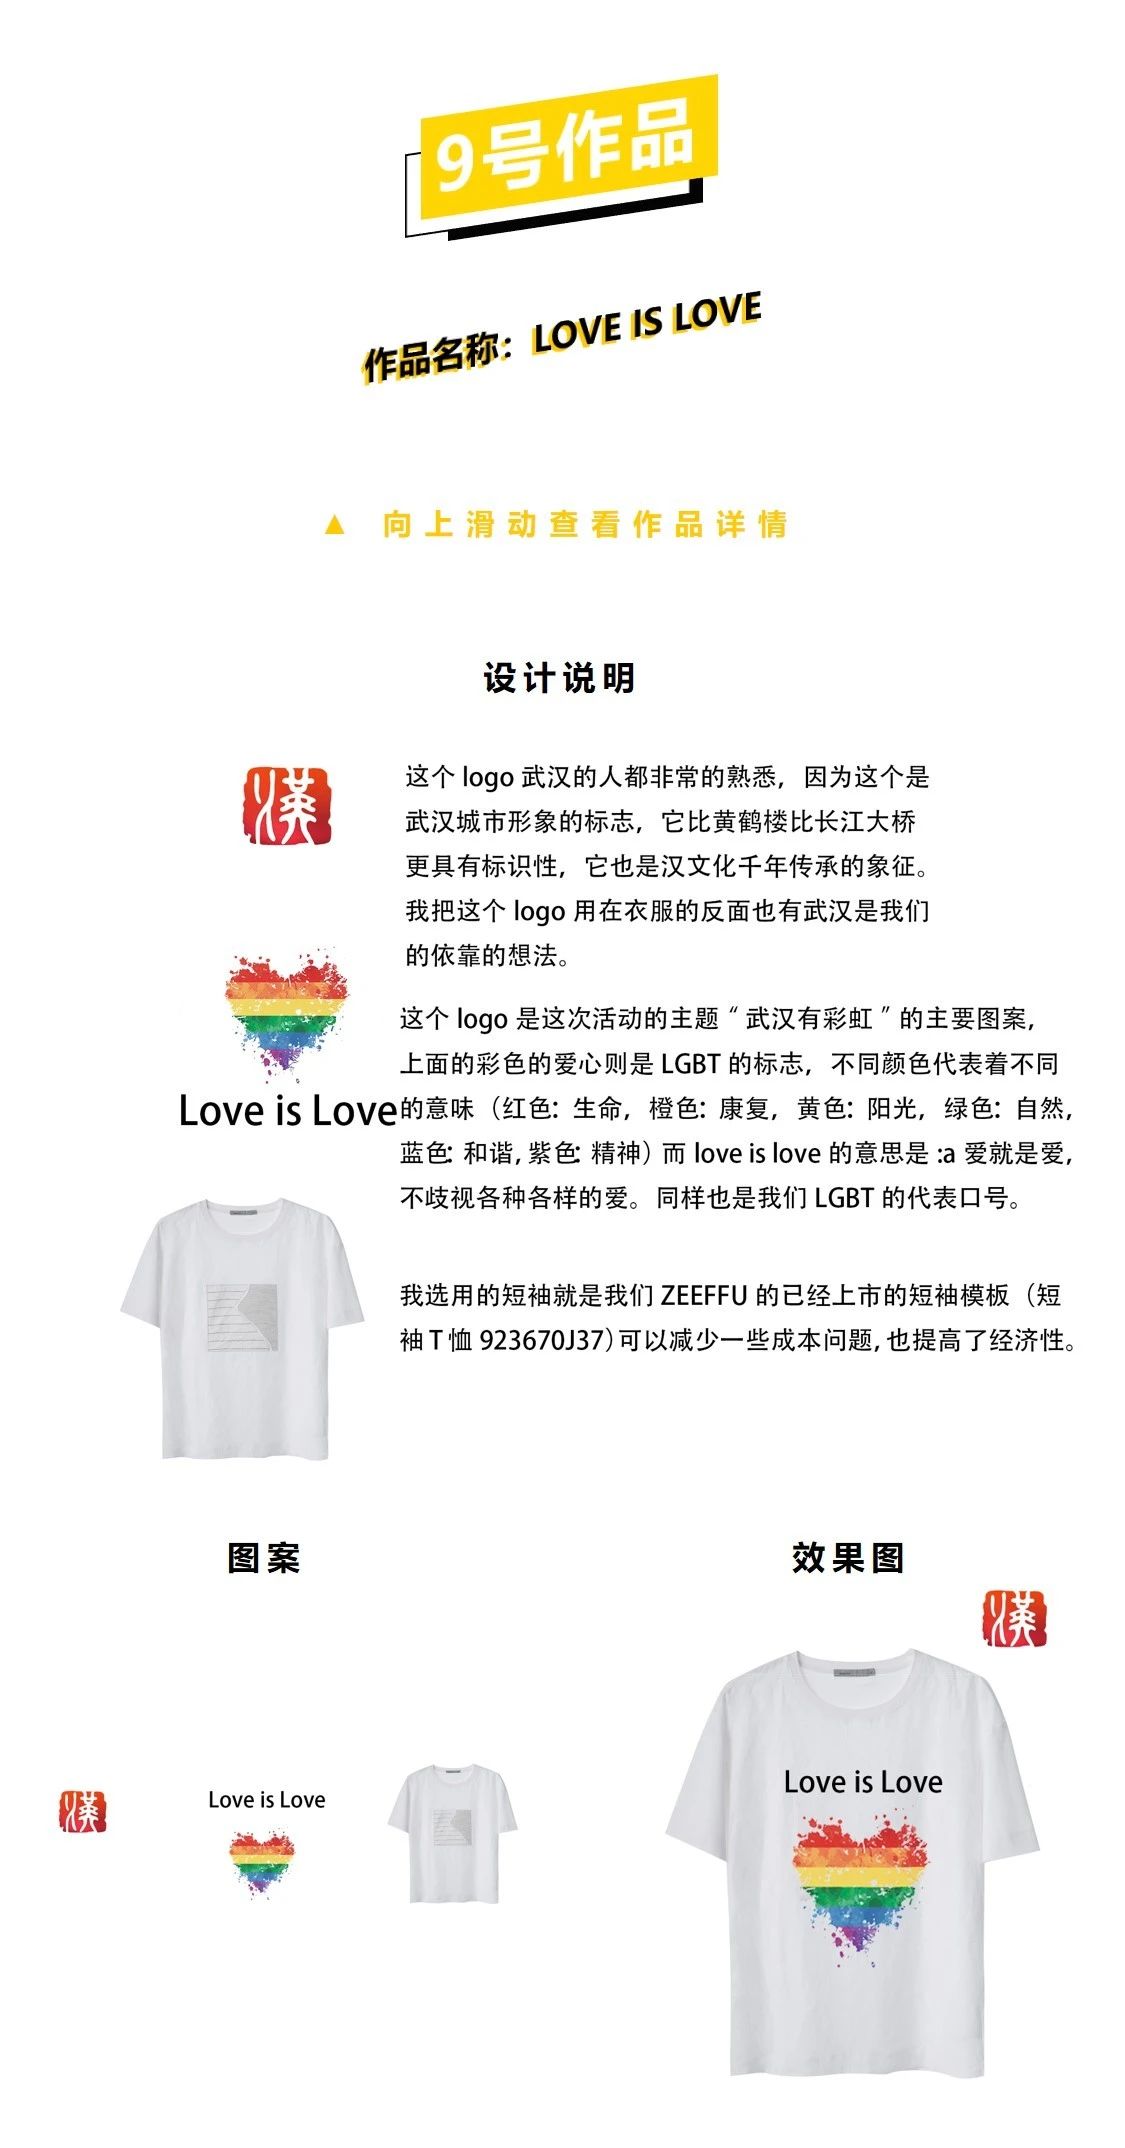 9号作品
作品名称：LOVE IS LOVE
▲ 向上滑动查看作品详情
设计说明
漢
这个 logo 武汉的人都非常的熟悉，因为这个是
武汉城市形象的标志，它比黄鹤楼比长江大桥
更具有标识性，它也是汉文化千年传承的象征。
我把这个 logo 用在衣服的反面也有武汉是我们
的依靠的想法。
Love is Love
这个 logo 是这次活动的主题“武汉有彩虹”的主要图案，
上面的彩色的爱心则是 LGBT 的标志，不同颜色代表着不同
的意味（红色：生命，橙色：康复，黄色：阳光，绿色：自然，
蓝色：和谐，紫色：精神）而 love is love 的意思是 :a 爱就是爱，
不歧视各种各样的爱。同样也是我们 LGBT 的代表口号。
我选用的短袖就是我们 ZEEFFU 的已经上市的短袖模板（短
袖 T 恤 923670J37）可以减少一些成本问题，也提高了经济性。
图案
效果图
漢
Love is Love
漢
Love is Love